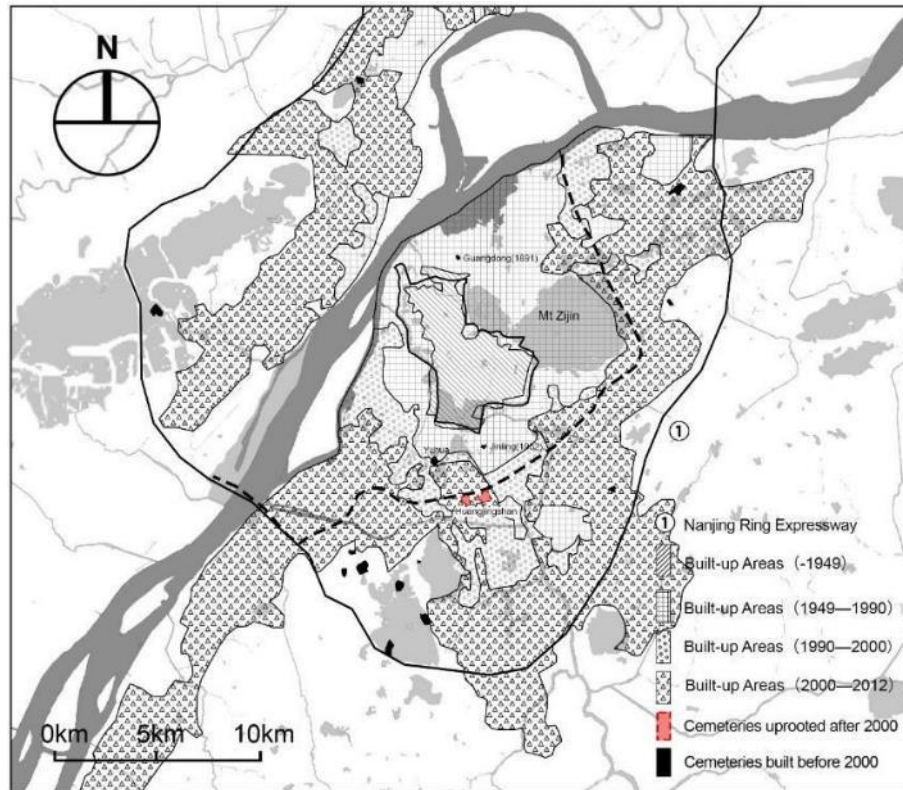 N
Guangdong(1691)
Mt Zijin
Yuhua
Huangjingshan
①
① Nanjing Ring Expressway
Built-up Areas (-1949)
Built-up Areas (1949—1990)
Built-up Areas (1990—2000)
Built-up Areas (2000—2012)
Cemeteries uprooted after 2000
Cemeteries built before 2000
0km 5km 10km